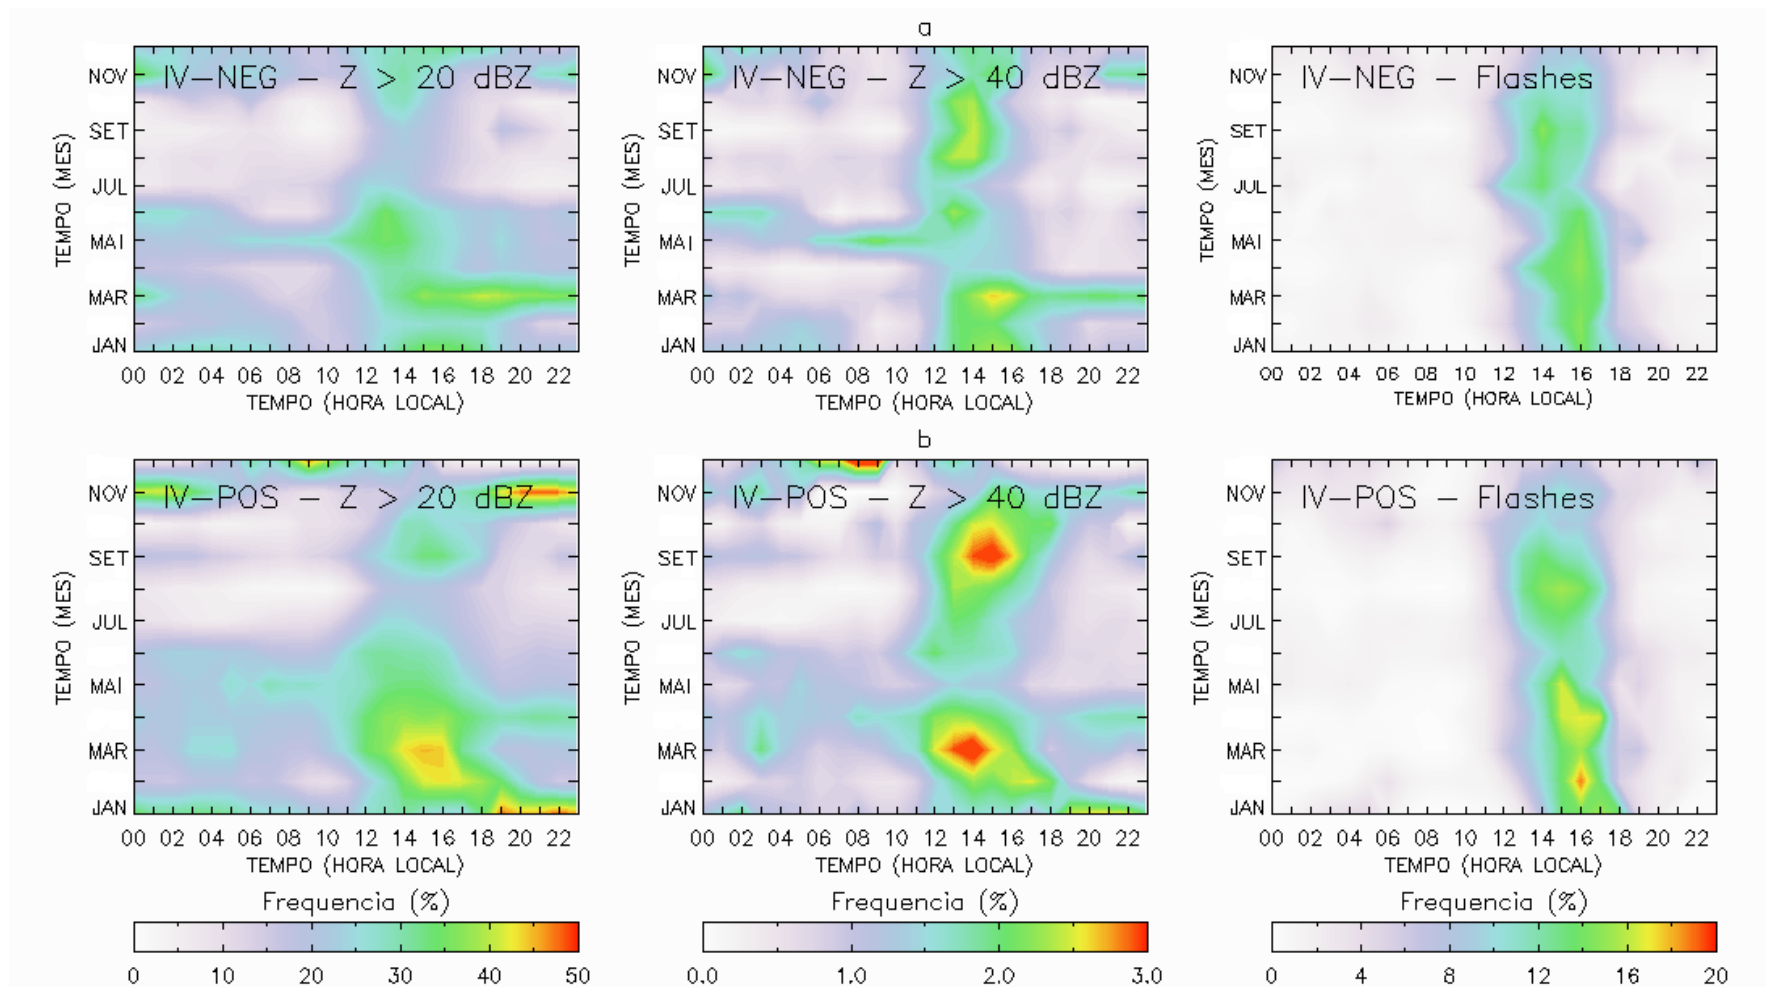 a
IV-NEG - Z > 20 dBZ
NOV
SET
JUL
MAI
MAR
JAN
TEMPO (MES)
00 02 04 06 08 10 12 14 16 18 20 22
TEMPO (HORA LOCAL)
IV-NEG - Z > 40 dBZ
NOV
SET
JUL
MAI
MAR
JAN
TEMPO (MES)
00 02 04 06 08 10 12 14 16 18 20 22
TEMPO (HORA LOCAL)
IV-NEG - Flashes
NOV
SET
JUL
MAI
MAR
JAN
TEMPO (MES)
00 02 04 06 08 10 12 14 16 18 20 22
TEMPO (HORA LOCAL)
b
IV-POS - Z > 20 dBZ
NOV
SET
JUL
MAI
MAR
JAN
TEMPO (MES)
00 02 04 06 08 10 12 14 16 18 20 22
TEMPO (HORA LOCAL)
IV-POS - Z > 40 dBZ
NOV
SET
JUL
MAI
MAR
JAN
TEMPO (MES)
00 02 04 06 08 10 12 14 16 18 20 22
TEMPO (HORA LOCAL)
IV-POS - Flashes
NOV
SET
JUL
MAI
MAR
JAN
TEMPO (MES)
00 02 04 06 08 10 12 14 16 18 20 22
TEMPO (HORA LOCAL)
Frequencia (%)
0 10 20 30 40 50
Frequencia (%)
0.0 1.0 2.0 3.0
Frequencia (%)
0 4 8 12 16 20